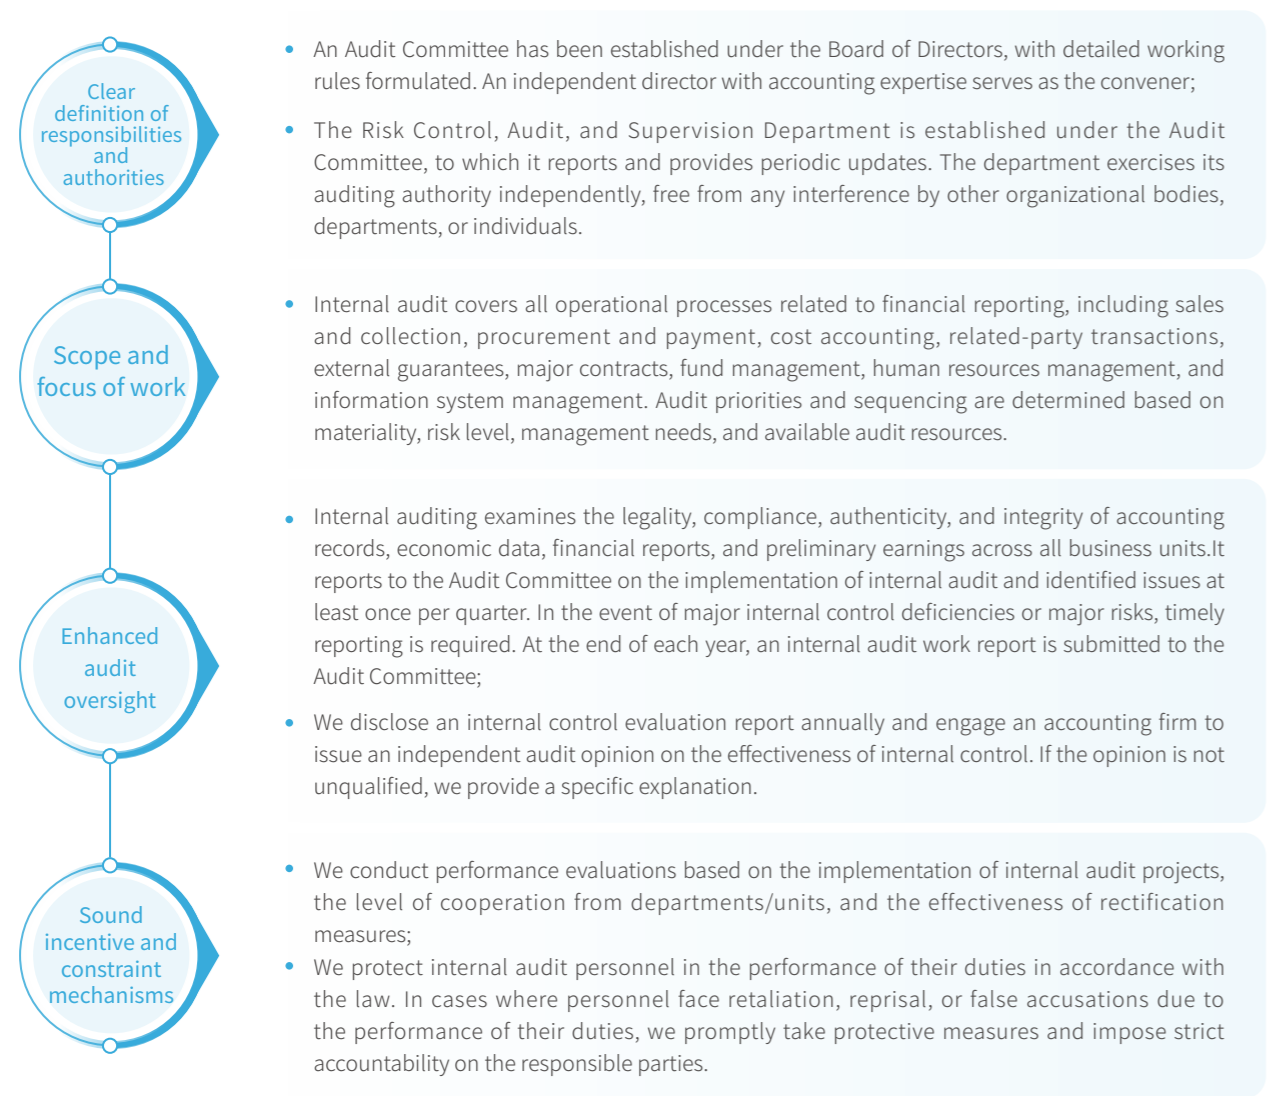 Clear
definition of
responsibilities
and
authorities
• An Audit Committee has been established under the Board of Directors, with detailed working
rules formulated. An independent director with accounting expertise serves as the convener;
• The Risk Control, Audit, and Supervision Department is established under the Audit
Committee, to which it reports and provides periodic updates. The department exercises its
auditing authority independently, free from any interference by other organizational bodies,
departments, or individuals.
Scope and
focus of work
• Internal audit covers all operational processes related to financial reporting, including sales
and collection, procurement and payment, cost accounting, related-party transactions,
external guarantees, major contracts, fund management, human resources management, and
information system management. Audit priorities and sequencing are determined based on
materiality, risk level, management needs, and available audit resources.
Enhanced
audit
oversight
• Internal auditing examines the legality, compliance, authenticity, and integrity of accounting
records, economic data, financial reports, and preliminary earnings across all business units.It
reports to the Audit Committee on the implementation of internal audit and identified issues at
least once per quarter. In the event of major internal control deficiencies or major risks, timely
reporting is required. At the end of each year, an internal audit work report is submitted to the
Audit Committee;
• We disclose an internal control evaluation report annually and engage an accounting firm to
issue an independent audit opinion on the effectiveness of internal control. If the opinion is not
unqualified, we provide a specific explanation.
Sound
incentive and
constraint
mechanisms
• We conduct performance evaluations based on the implementation of internal audit projects,
the level of cooperation from departments/units, and the effectiveness of rectification
measures;
• We protect internal audit personnel in the performance of their duties in accordance with
the law. In cases where personnel face retaliation, reprisal, or false accusations due to
the performance of their duties, we promptly take protective measures and impose strict
accountability on the responsible parties.